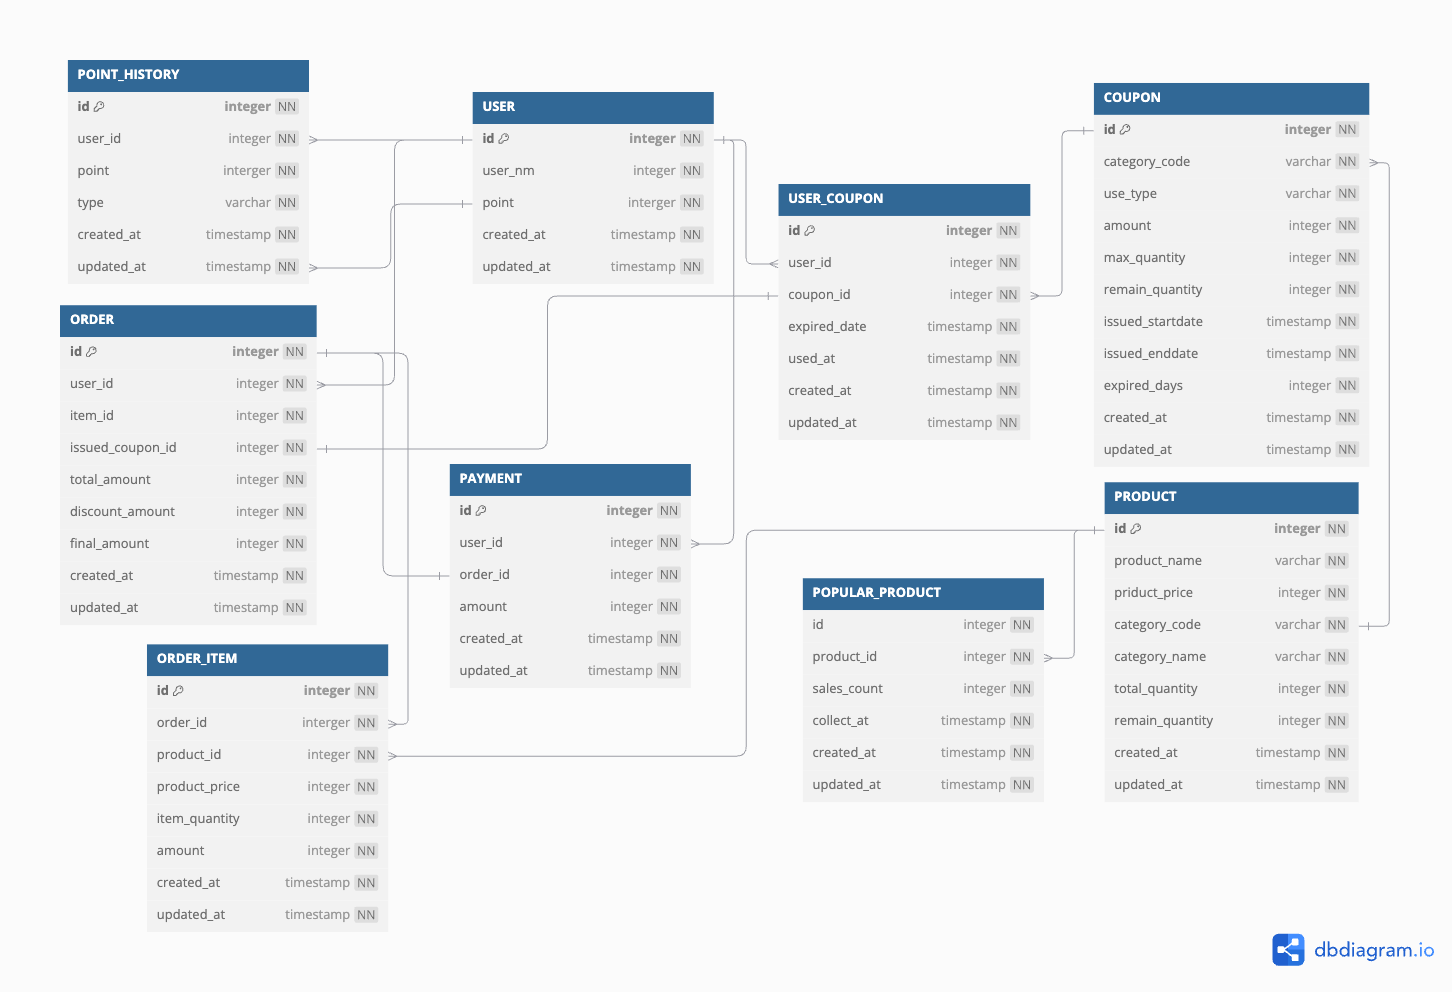 POINT_HISTORY
id integer NN
user_id integer NN
point interger NN
type varchar NN
created_at timestamp NN
updated_at timestamp NN
USER
id integer NN
user_nm integer NN
point interger NN
created_at timestamp NN
updated_at timestamp NN
COUPON
id integer NN
category_code varchar NN
use_type varchar NN
amount integer NN
max_quantity integer NN
remain_quantity integer NN
issued_startdate timestamp NN
issued_enddate timestamp NN
expired_days integer NN
created_at timestamp NN
updated_at timestamp NN
USER_COUPON
id integer NN
user_id integer NN
coupon_id integer NN
expired_date timestamp NN
used_at timestamp NN
created_at timestamp NN
updated_at timestamp NN
ORDER
id integer NN
user_id integer NN
item_id integer NN
issued_coupon_id integer NN
total_amount integer NN
discount_amount integer NN
final_amount integer NN
created_at timestamp NN
updated_at timestamp NN
PAYMENT
id integer NN
user_id integer NN
order_id integer NN
amount integer NN
created_at timestamp NN
updated_at timestamp NN
PRODUCT
id integer NN
product_name varchar NN
priduct_price integer NN
category_code varchar NN
category_name varchar NN
total_quantity integer NN
remain_quantity integer NN
created_at timestamp NN
updated_at timestamp NN
POPULAR_PRODUCT
id integer NN
product_id integer NN
sales_count integer NN
collect_at timestamp NN
created_at timestamp NN
updated_at timestamp NN
ORDER_ITEM
id integer NN
order_id interger NN
product_id integer NN
product_price integer NN
item_quantity integer NN
amount integer NN
created_at timestamp NN
updated_at timestamp NN
dbdiagram.io